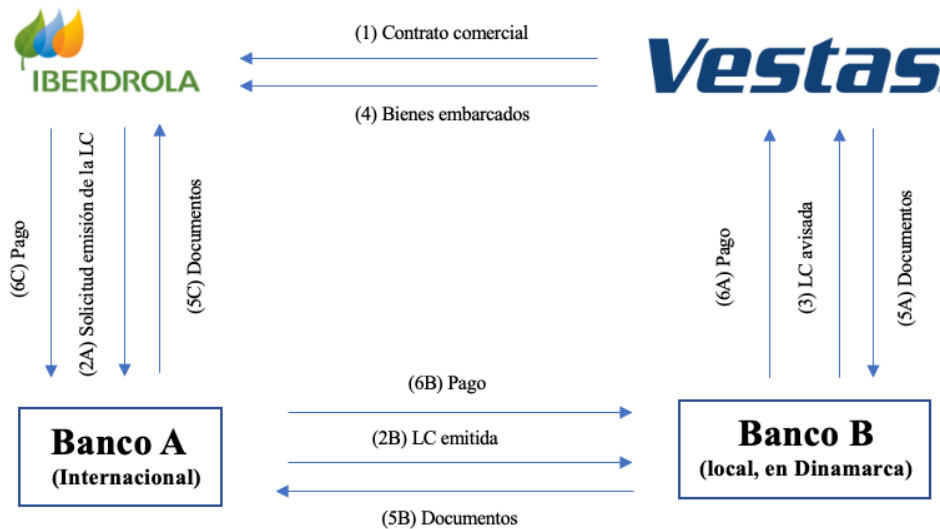 IBERDROLA
(1) Contrato comercial
Vestas
(4) Bienes embarcados
(6C) Pago
(2A) Solicitud emisión de la LC
(5C) Documentos
(6A) Pago
(3) LC avisada
(5A) Documentos
Banco A
(Internacional)
(6B) Pago
(2B) LC emitida
(5B) Documentos
Banco B
(local, en Dinamarca)